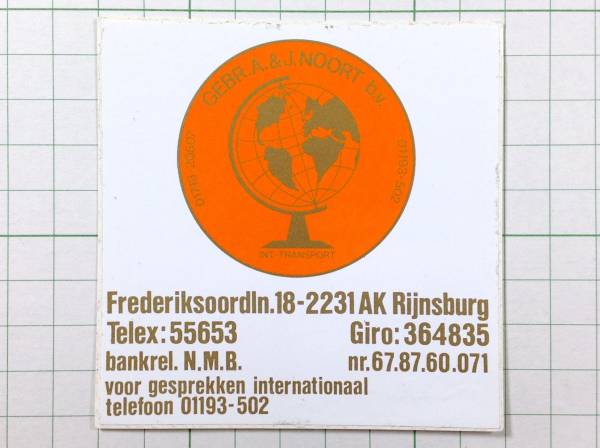 GEBR. A. & J. NOORT b.v.
01718 20607
01193-502
INT-TRANSPORT
Frederiksoordln.18-2231 AK Rijnsburg
Telex: 55653 Giro: 364835
bankrel. N.M.B. nr. 67.87.60.071
voor gesprekken internationaal
telefoon 01193-502